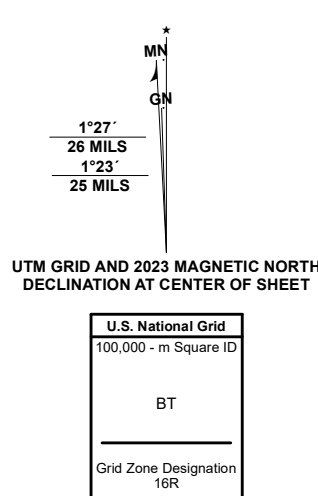 ★
MN
GN
1°27´
26 MILS
1°23´
25 MILS
UTM GRID AND 2023 MAGNETIC NORTH
DECLINATION AT CENTER OF SHEET
U.S. National Grid
100,000 - m Square ID
BT
Grid Zone Designation
16R